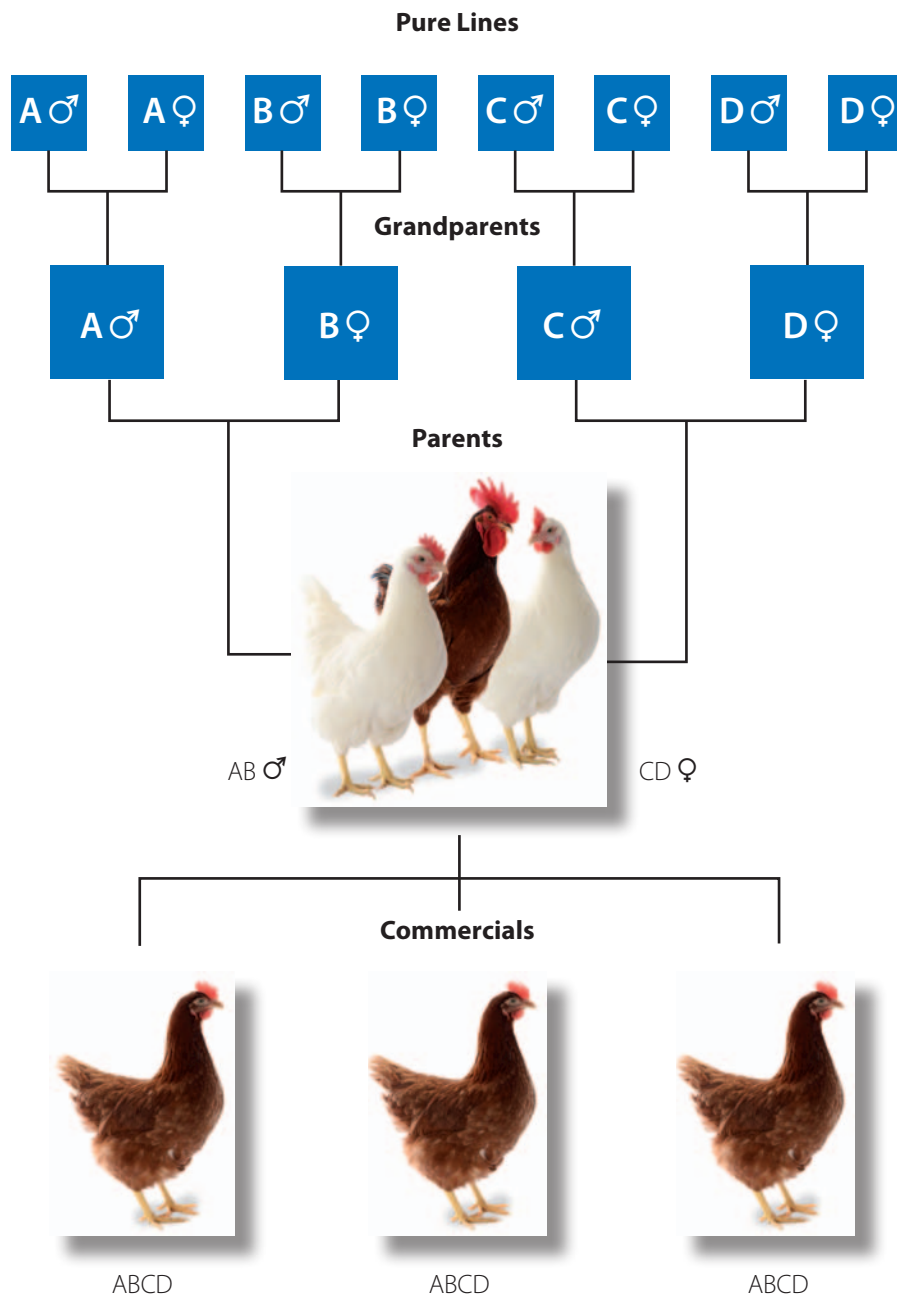 Pure Lines
A♂ A♀ B♂ B♀ C♂ C♀ D♂ D♀
Grandparents
A♂ B♀ C♂ D♀
Parents
AB ♂ CD ♀
Commercials
ABCD ABCD ABCD